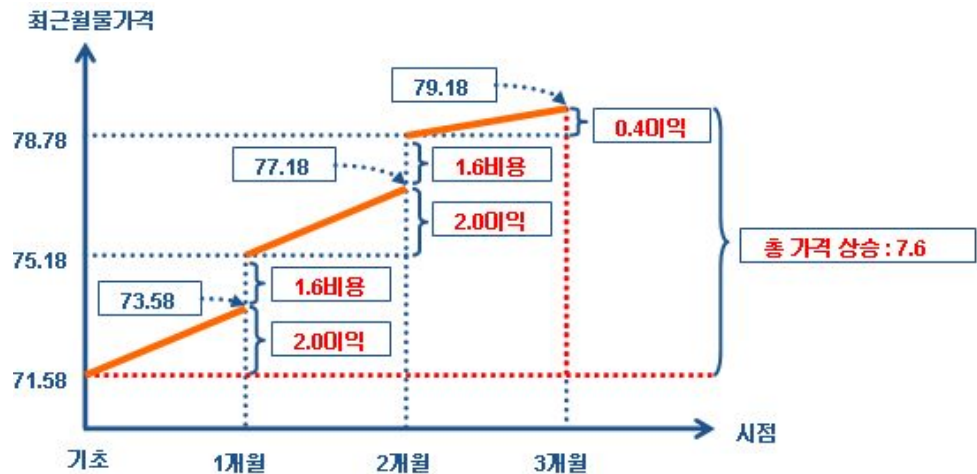 최근월물가격
79.18
78.78
0.4이익
77.18
1.6비용
2.0이익
75.18
총 가격 상승 : 7.6
73.58
1.6비용
2.0이익
71.58
시점
기초
1개월
2개월
3개월